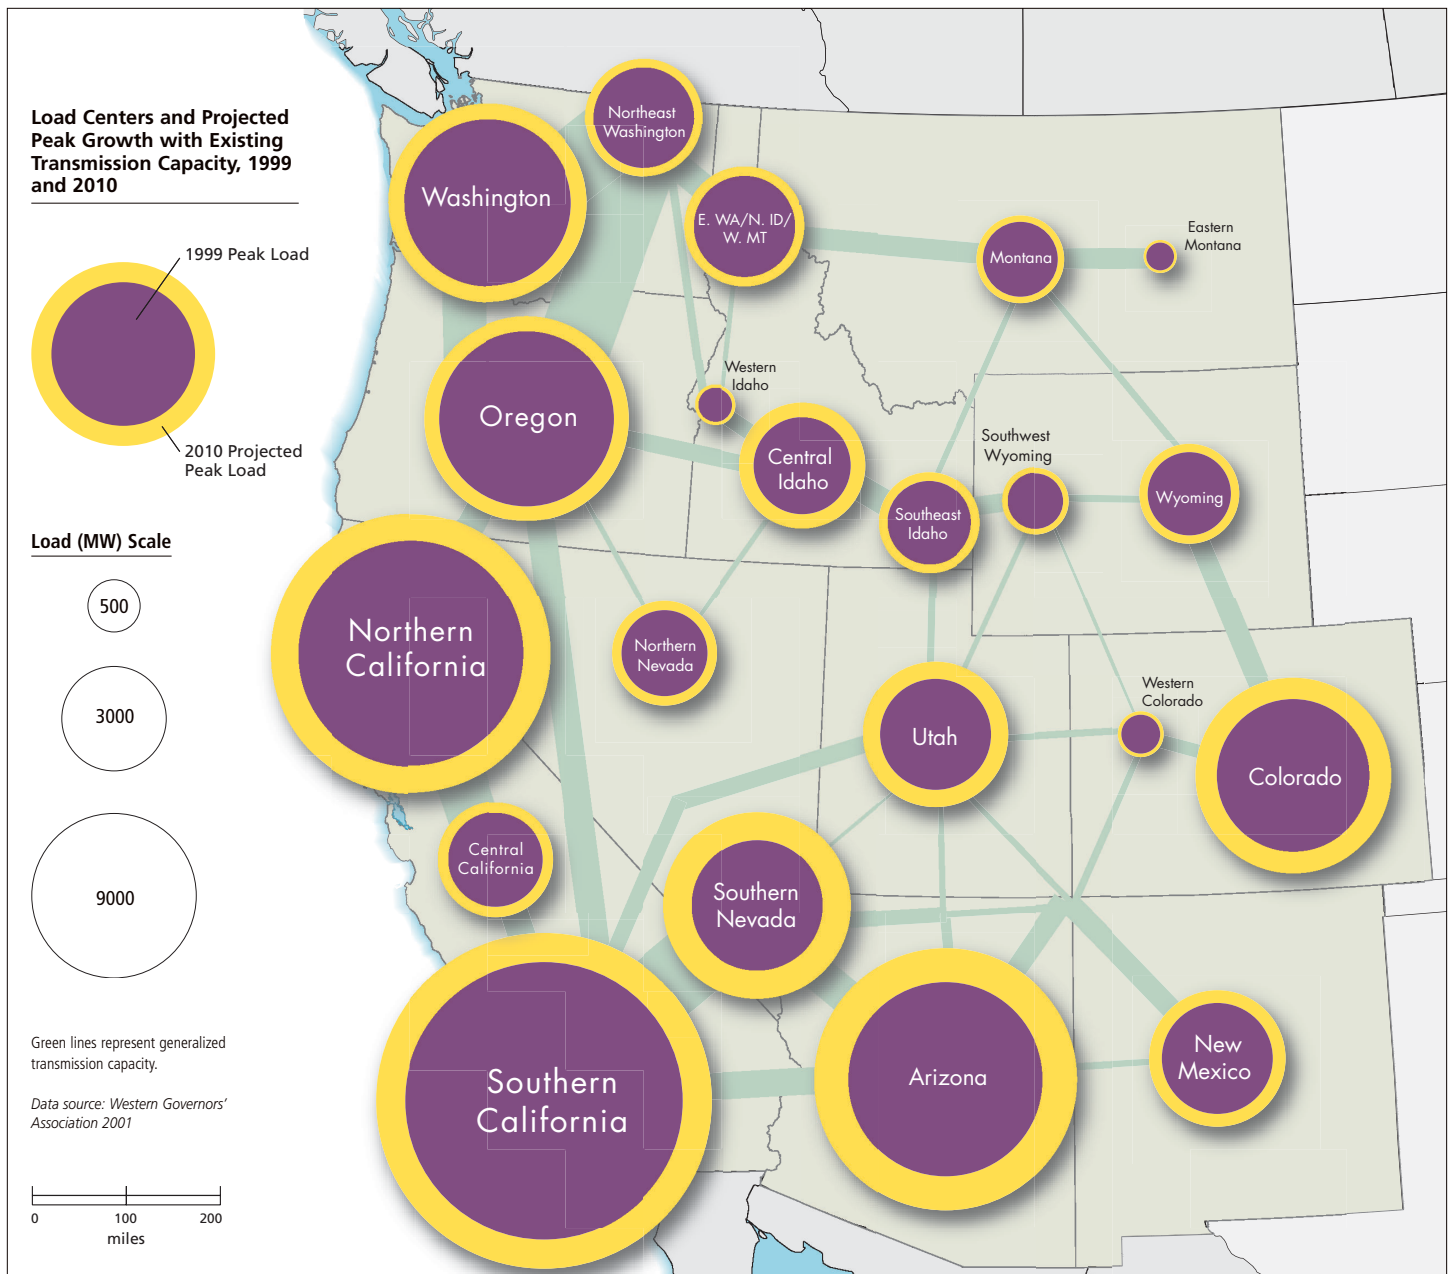 Load Centers and Projected
Peak Growth with Existing
Transmission Capacity, 1999
and 2010
1999 Peak Load
2010 Projected
Peak Load
Load (MW) Scale
500
3000
9000
Green lines represent generalized
transmission capacity.
Data source: Western Governors’
Association 2001
0 100 200
miles
Northeast
Washington
Washington
E. WA/N. ID/
W. MT
Eastern
Montana
Montana
Western
Idaho
Oregon
Central
Idaho
Southwest
Wyoming
Wyoming
Southeast
Idaho
Northern
California
Northern
Nevada
Western
Colorado
Utah
Colorado
Central
California
Southern
Nevada
Southern
California
Arizona
New
Mexico